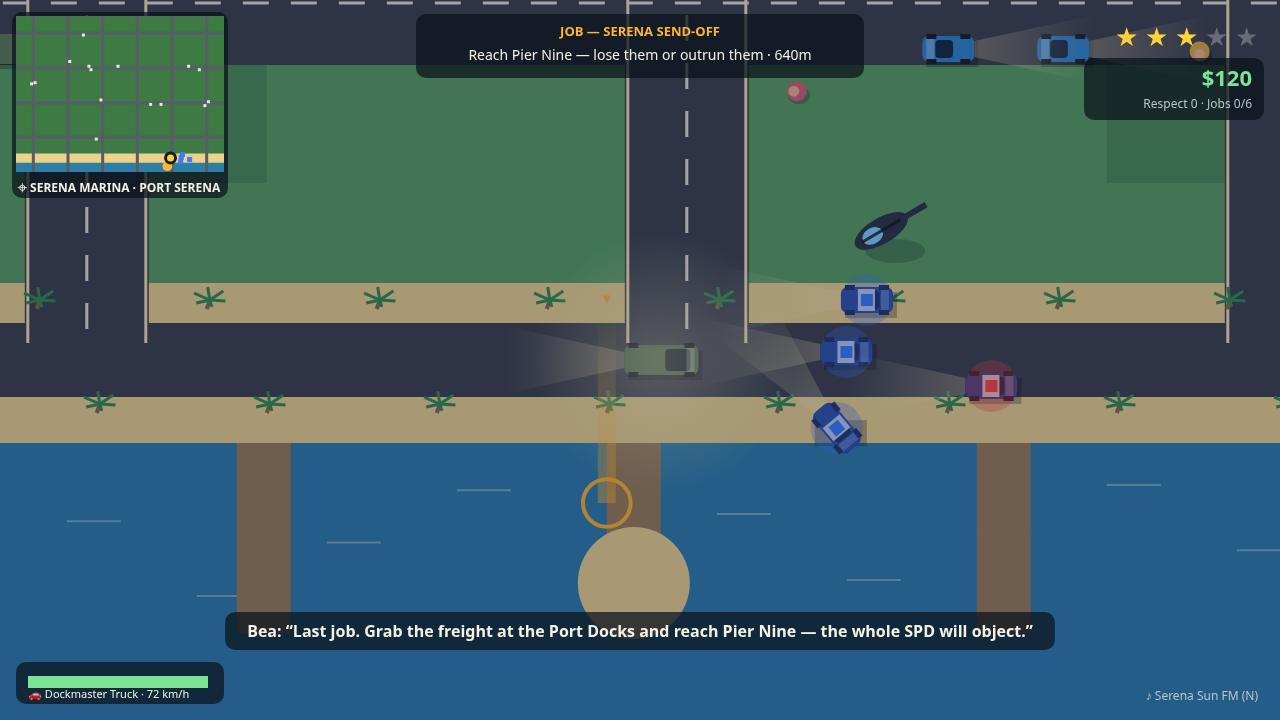 JOB — SERENA SEND-OFF
Reach Pier Nine — lose them or outrun them · 640m
$120
Respect 0 · Jobs 0/6
⌖ SERENA MARINA · PORT SERENA
Bea: “Last job. Grab the freight at the Port Docks and reach Pier Nine — the whole SPD will object.”
🚗 Dockmaster Truck · 72 km/h
♪ Serena Sun FM (N)